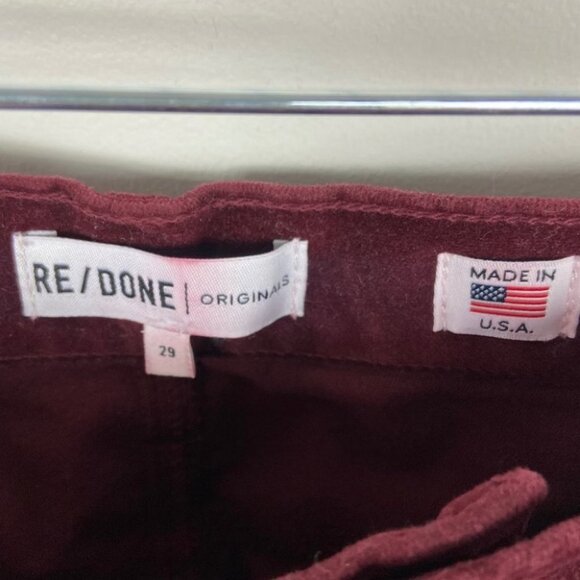 RE/DONE | ORIGINALS
29
MADE IN
U.S.A.